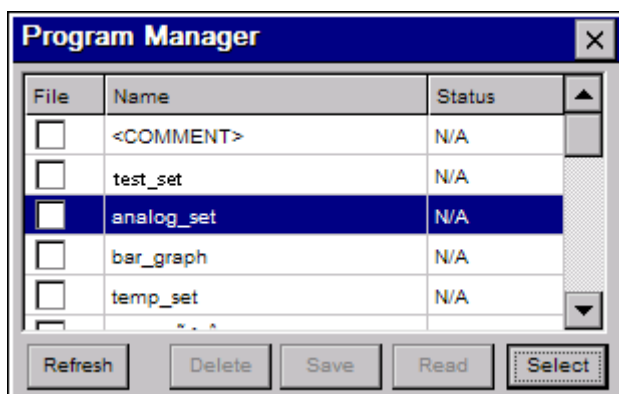 Program Manager
File Name Status
<COMMENT> N/A
test_set N/A
analog_set N/A
bar_graph N/A
temp_set N/A
Refresh Delete Save Read Select